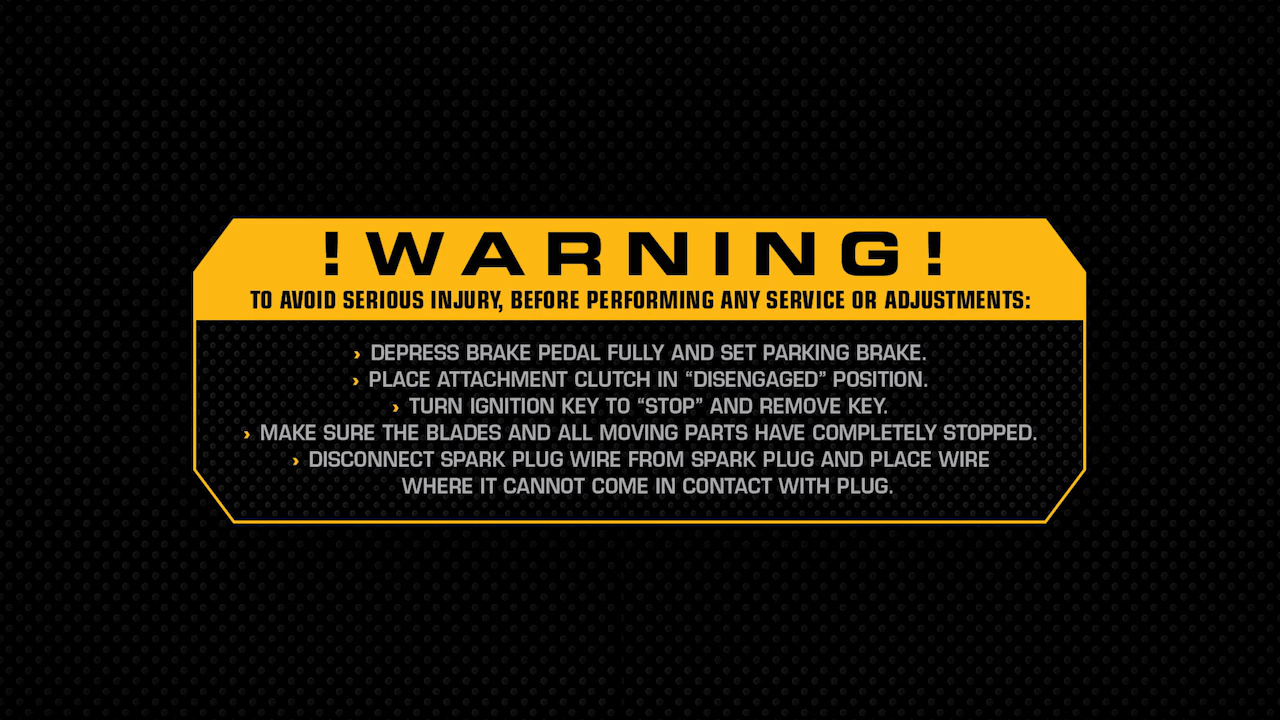 ! WARNING !
TO AVOID SERIOUS INJURY, BEFORE PERFORMING ANY SERVICE OR ADJUSTMENTS:
› DEPRESS BRAKE PEDAL FULLY AND SET PARKING BRAKE.
› PLACE ATTACHMENT CLUTCH IN “DISENGAGED” POSITION.
› TURN IGNITION KEY TO “STOP” AND REMOVE KEY.
› MAKE SURE THE BLADES AND ALL MOVING PARTS HAVE COMPLETELY STOPPED.
› DISCONNECT SPARK PLUG WIRE FROM SPARK PLUG AND PLACE WIRE
WHERE IT CANNOT COME IN CONTACT WITH PLUG.